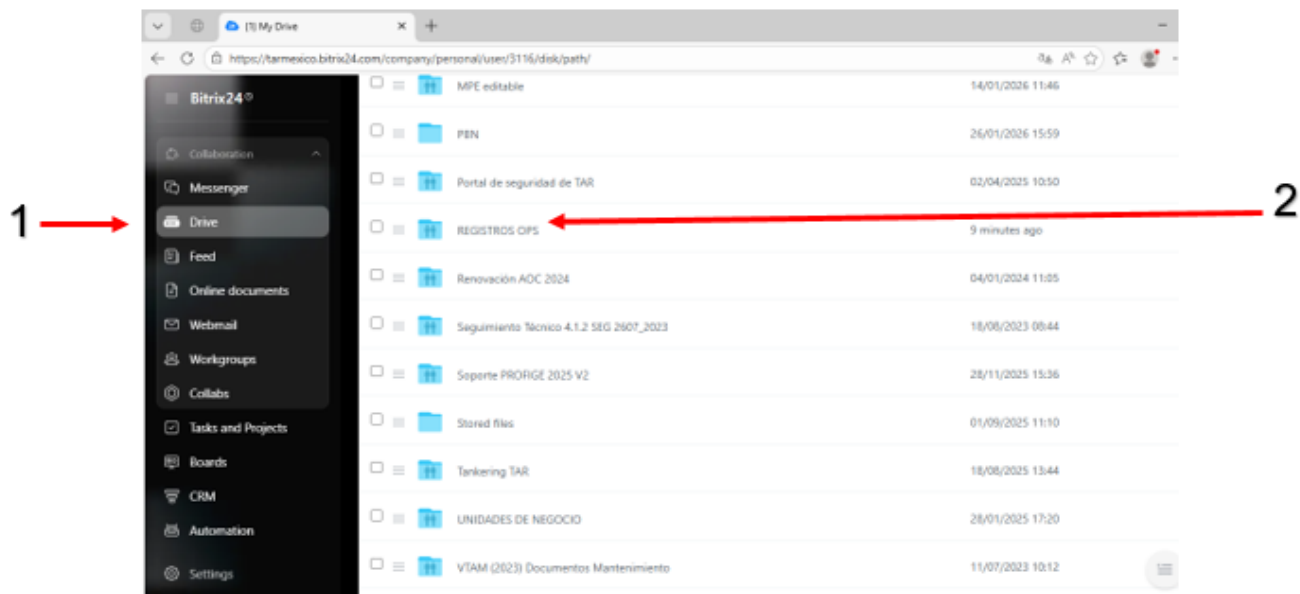 (1) My Drive
https://tarmexico.bitrix24.com/company/personal/user/3116/disk/path/
Bitrix24
Collaboration
Messenger
Drive
Feed
Online documents
Webmail
Workgroups
Collabs
Tasks and Projects
Boards
CRM
Automation
Settings
MPE editable 14/01/2026 11:46
PBN 26/01/2026 15:59
Portal de seguridad de TAR 02/04/2025 10:50
REGISTROS OPS 9 minutes ago
Renovación AOC 2024 04/01/2024 11:05
Seguimiento Técnico 4.1.2 SEG 2607_2023 18/08/2023 08:44
Soporte PROFIGE 2025 V2 28/11/2025 15:36
Stored files 01/09/2025 11:10
Tankering TAR 18/08/2025 13:44
UNIDADES DE NEGOCIO 28/01/2025 17:20
VTAM (2023) Documentos Mantenimiento 11/07/2023 10:12
1
2